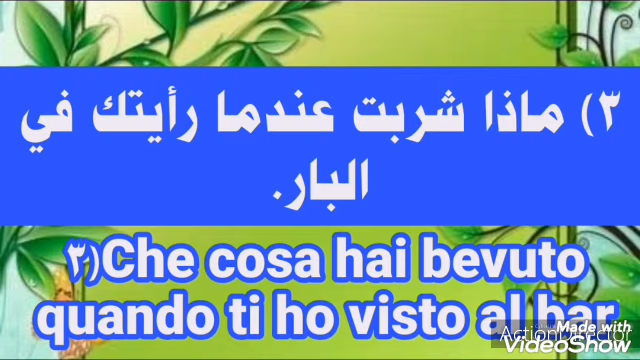 ٣) ماذا شربت عندما رأيتك في
البار.
٣)Che cosa hai bevuto
quando ti ho visto al bar
Made with
ActionDirector
VideoShow